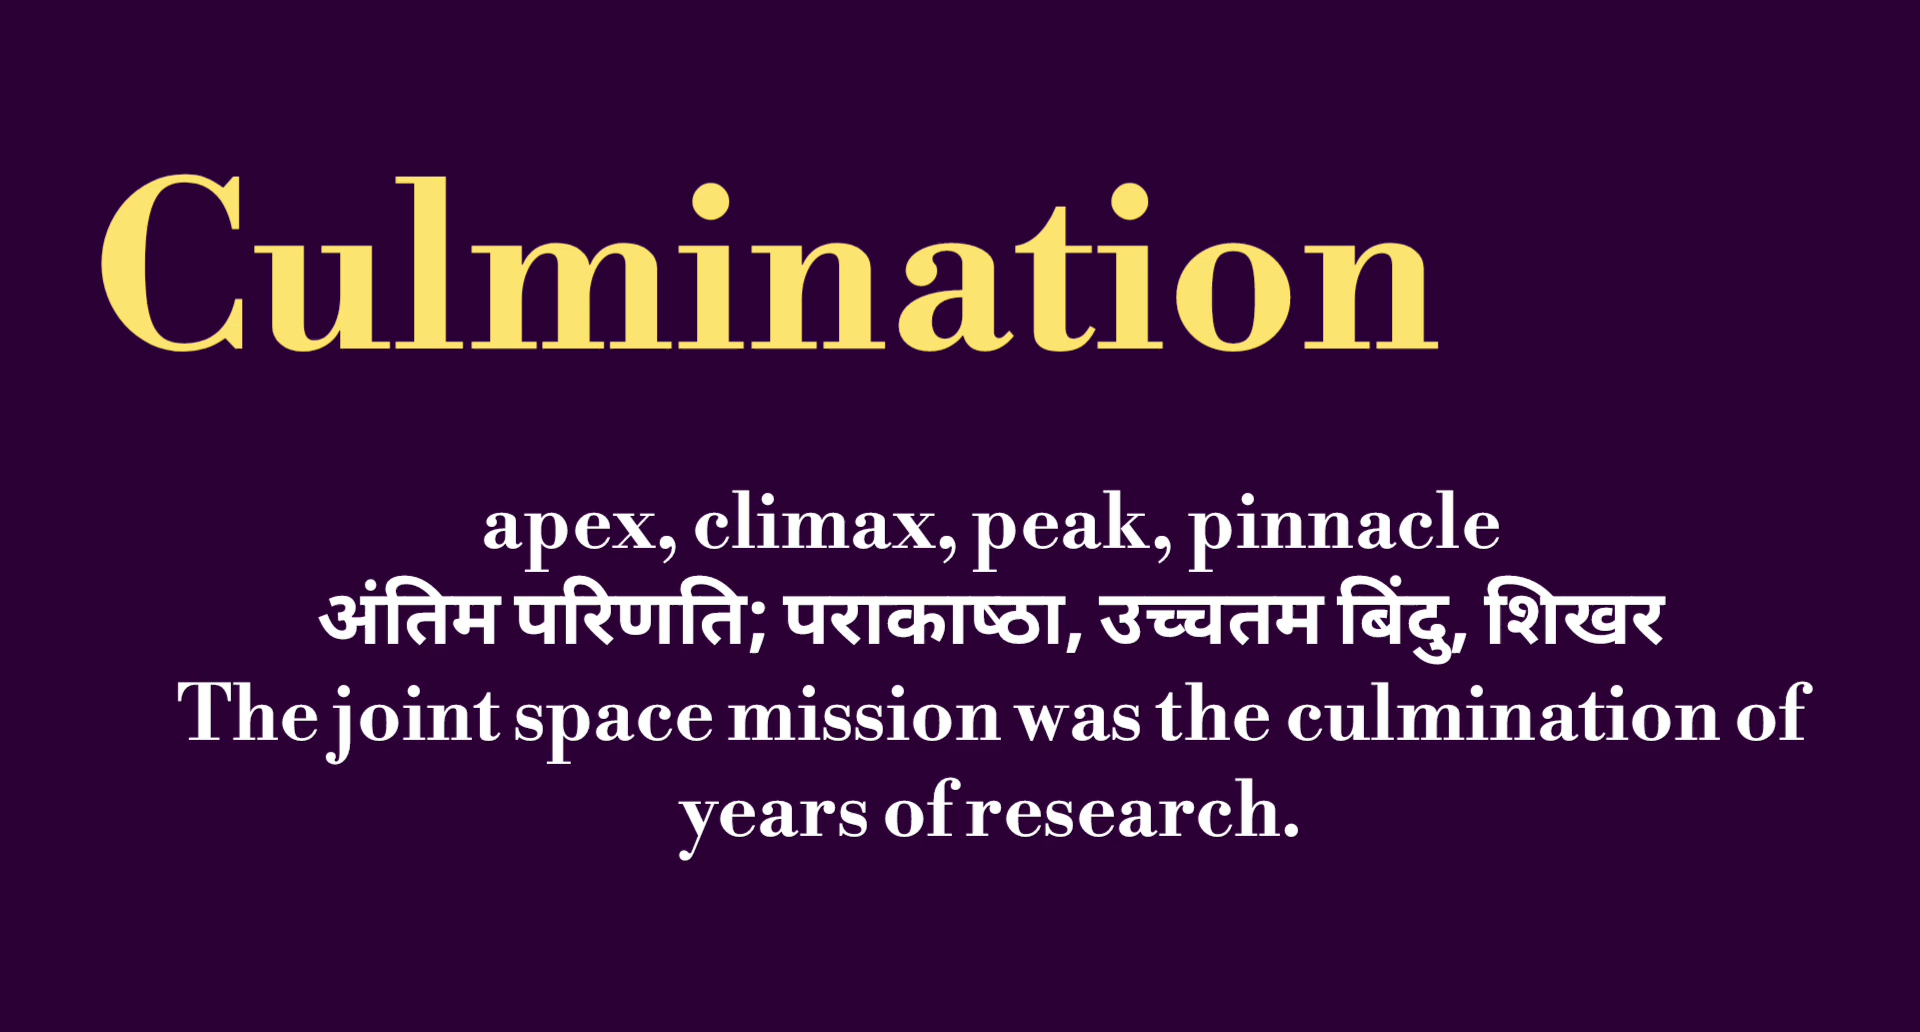 Culmination
apex, climax, peak, pinnacle
अंतिम परिणति; पराकाष्ठा, उच्चतम बिंदु, शिखर
The joint space mission was the culmination of
years of research.